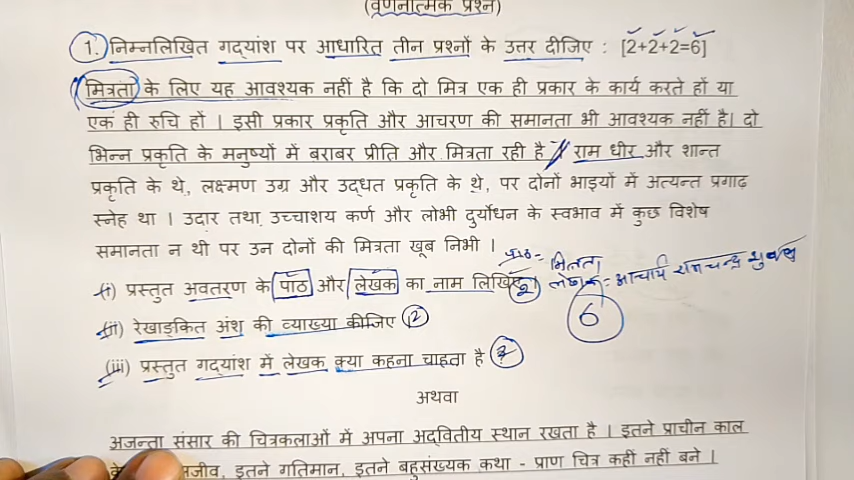 (वर्णनात्मक प्रश्न)
1. निम्नलिखित गद्यांश पर आधारित तीन प्रश्नों के उत्तर दीजिए : [2+2+2=6]
मित्रता के लिए यह आवश्यक नहीं है कि दो मित्र एक ही प्रकार के कार्य करते हों या
एक ही रुचि हों । इसी प्रकार प्रकृति और आचरण की समानता भी आवश्यक नहीं है। दो
भिन्न प्रकृति के मनुष्यों में बराबर प्रीति और मित्रता रही है । राम धीर और शान्त
प्रकृति के थे, लक्ष्मण उग्र और उद्धत प्रकृति के थे, पर दोनों भाइयों में अत्यन्त प्रगाढ़
स्नेह था । उदार तथा उच्चाशय कर्ण और लोभी दुर्योधन के स्वभाव में कुछ विशेष
समानता न थी पर उन दोनों की मित्रता खूब निभी ।
पाठ = मित्रता
(i) प्रस्तुत अवतरण के पाठ और लेखक का नाम लिखिए। 2 लेखक = आचार्य रामचन्द्र शुक्ल
(ii) रेखाङ्कित अंश की व्याख्या कीजिए । 2
6
(iii) प्रस्तुत गद्यांश में लेखक क्या कहना चाहता है ? 2
अथवा
अजन्ता संसार की चित्रकलाओं में अपना अद्वितीय स्थान रखता है । इतने प्राचीन काल
के सजीव, इतने गतिमान, इतने बहुसंख्यक कथा - प्राण चित्र कहीं नहीं बने ।